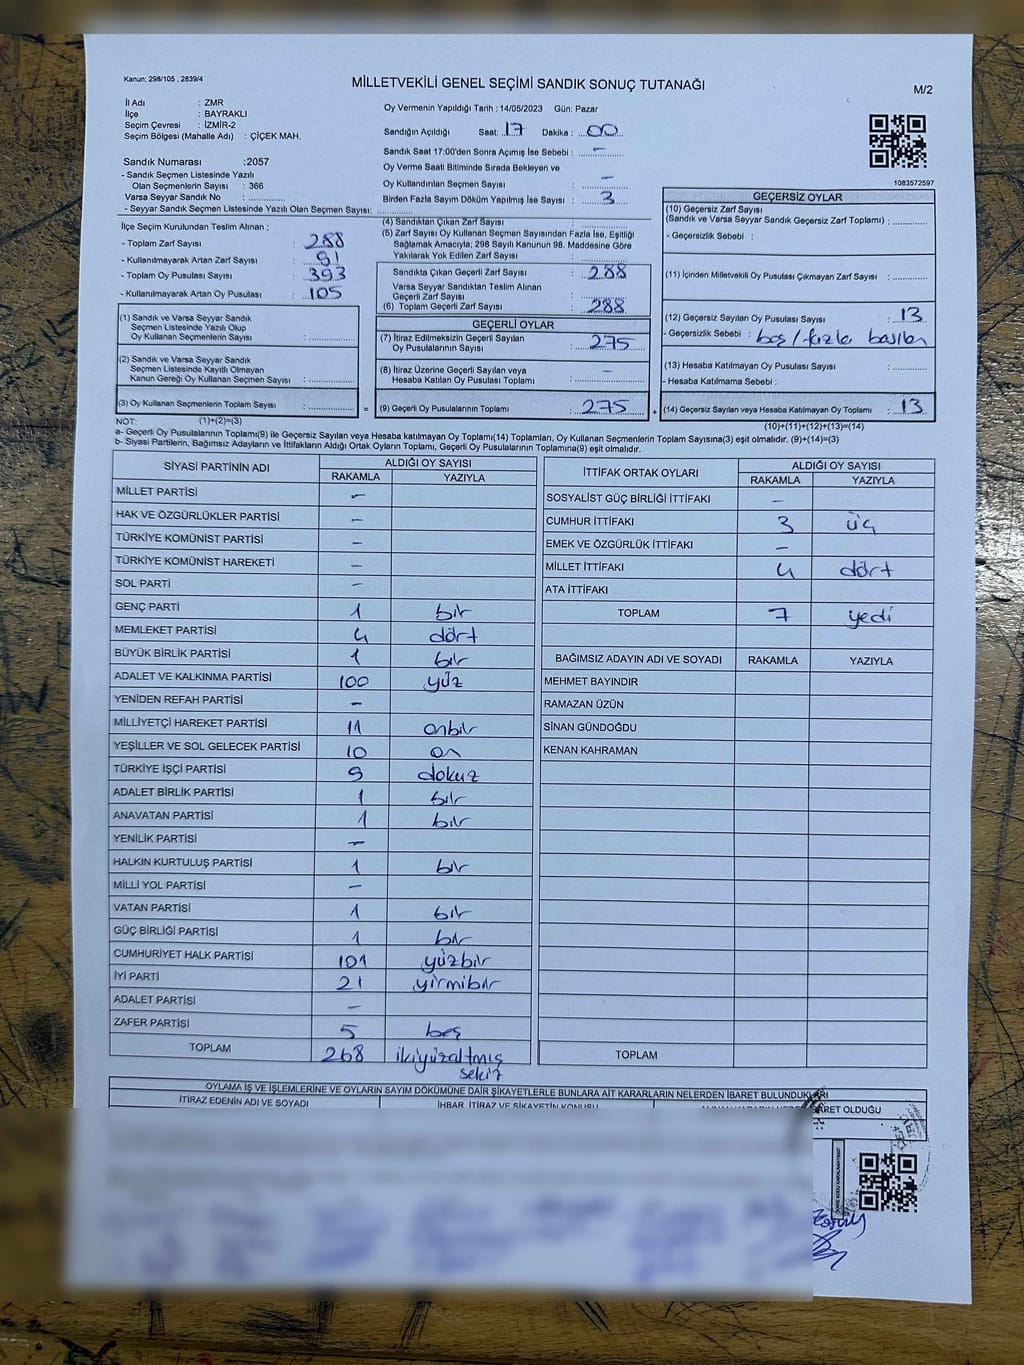 Kanun: 298/105 , 2839/4
MİLLETVEKİLİ GENEL SEÇİMİ SANDIK SONUÇ TUTANAĞI
M/2
İl Adı : ZMR
İlçe : BAYRAKLI
Seçim Çevresi : İZMİR-2
Seçim Bölgesi (Mahalle Adı) : ÇİÇEK MAH.
Sandık Numarası :2057
- Sandık Seçmen Listesinde Yazılı
Olan Seçmenlerin Sayısı : 366
Varsa Seyyar Sandık No :
- Seyyar Sandık Seçmen Listesinde Yazılı Olan Seçmen Sayısı:
Oy Vermenin Yapıldığı Tarih : 14/05/2023 Gün: Pazar
Sandığın Açıldığı Saat: 17 Dakika : 00
Sandık Saat 17:00'den Sonra Açımış İse Sebebi : -
Oy Verme Saati Bitiminde Sırada Bekleyen ve
Oy Kullandırılan Seçmen Sayısı : -
Birden Fazla Sayım Döküm Yapılmış İse Sayısı : 3
1083572597
İlçe Seçim Kurulundan Teslim Alınan ;
- Toplam Zarf Sayısı : 288
- Kullanılmayarak Artan Zarf Sayısı : 91
- Toplam Oy Pusulası Sayısı : 393
- Kullanılmayarak Artan Oy Pusulası : 105
(1) Sandık ve Varsa Seyyar Sandık
Seçmen Listesinde Yazılı Olup
Oy Kullanan Seçmenlerin Sayısı :
(2) Sandık ve Varsa Seyyar Sandık
Seçmen Listesinde Kayıtlı Olmayan
Kanun Gereği Oy Kullanan Seçmen Sayısı :
(3) Oy Kullanan Seçmenlerin Toplam Sayısı :
(4) Sandıktan Çıkan Zarf Sayısı :
(5) Zarf Sayısı Oy Kullanan Seçmen Sayısından Fazla İse, Eşitliği
Sağlamak Amacıyla; 298 Sayılı Kanunun 98. Maddesine Göre
Yakılarak Yok Edilen Zarf Sayısı :
Sandıkta Çıkan Geçerli Zarf Sayısı : 288
Varsa Seyyar Sandıktan Teslim Alınan
Geçerli Zarf Sayısı :
(6) Toplam Geçerli Zarf Sayısı : 288
GEÇERLİ OYLAR
(7) İtiraz Edilmeksizin Geçerli Sayılan
Oy Pusulalarının Sayısı : 275
(8) İtiraz Üzerine Geçerli Sayılan veya
Hesaba Katılan Oy Pusulası Toplamı : -
= (9) Geçerli Oy Pusulalarının Toplamı : 275
GEÇERSİZ OYLAR
(10) Geçersiz Zarf Sayısı
(Sandık ve Varsa Seyyar Sandık Geçersiz Zarf Toplamı) :
- Geçersizlik Sebebi :
(11) İçinden Milletvekili Oy Pusulası Çıkmayan Zarf Sayısı :
(12) Geçersiz Sayılan Oy Pusulası Sayısı : 13
- Geçersizlik Sebebi : boş/fazla basılan
(13) Hesaba Katılmayan Oy Pusulası Sayısı :
- Hesaba Katılmama Sebebi :
+ (14) Geçersiz Sayılan veya Hesaba Katılmayan Oy Toplamı : 13
NOT: (1)+(2)=(3)
(10)+(11)+(12)+(13)=(14)
a- Geçerli Oy Pusulalarının Toplamı(9) ile Geçersiz Sayılan veya Hesaba katılmayan Oy Toplamı(14) Toplamları, Oy Kullanan Seçmenlerin Toplam Sayısına(3) eşit olmalıdır. (9)+(14)=(3)
b- Siyasi Partilerin, Bağımsız Adayların ve İttifakların Aldığı Ortak Oyların Toplamı, Geçerli Oy Pusulalarının Toplamına(9) eşit olmalıdır.
SİYASİ PARTİNİN ADI ALDIĞI OY SAYISI
RAKAMLA YAZIYLA
MİLLET PARTİSİ -
HAK VE ÖZGÜRLÜKLER PARTİSİ -
TÜRKİYE KOMÜNİST PARTİSİ -
TÜRKİYE KOMÜNİST HAREKETİ -
SOL PARTİ -
GENÇ PARTİ 1 bir
MEMLEKET PARTİSİ 4 dört
BÜYÜK BİRLİK PARTİSİ 1 bir
ADALET VE KALKINMA PARTİSİ 100 yüz
YENİDEN REFAH PARTİSİ -
MİLLİYETÇİ HAREKET PARTİSİ 11 onbir
YEŞİLLER VE SOL GELECEK PARTİSİ 10 on
TÜRKİYE İŞÇİ PARTİSİ 9 dokuz
ADALET BİRLİK PARTİSİ 1 bir
ANAVATAN PARTİSİ 1 bir
YENİLİK PARTİSİ -
HALKIN KURTULUŞ PARTİSİ 1 bir
MİLLİ YOL PARTİSİ -
VATAN PARTİSİ 1 bir
GÜÇ BİRLİĞİ PARTİSİ 1 bir
CUMHURİYET HALK PARTİSİ 101 yüzbir
İYİ PARTİ 21 yirmibir
ADALET PARTİSİ -
ZAFER PARTİSİ 5 beş
TOPLAM 268 ikiyüzaltmış
sekiz
İTTİFAK ORTAK OYLARI ALDIĞI OY SAYISI
RAKAMLA YAZIYLA
SOSYALİST GÜÇ BİRLİĞİ İTTİFAKI -
CUMHUR İTTİFAKI 3 üç
EMEK VE ÖZGÜRLÜK İTTİFAKI -
MİLLET İTTİFAKI 4 dört
ATA İTTİFAKI
TOPLAM 7 yedi
BAĞIMSIZ ADAYIN ADI VE SOYADI RAKAMLA YAZIYLA
MEHMET BAYINDIR
RAMAZAN ÜZÜN
SİNAN GÜNDOĞDU
KENAN KAHRAMAN
TOPLAM
OYLAMA İŞ VE İŞLEMLERİNE VE OYLARIN SAYIM DÖKÜMÜNE DAİR ŞİKAYETLERLE BUNLARA AİT KARARLARIN NELERDEN İBARET BULUNDUKLARI
İTİRAZ EDENİN ADI VE SOYADI
İHBAR, İTİRAZ VE ŞİKAYETİN KONUSU
OLDUĞU